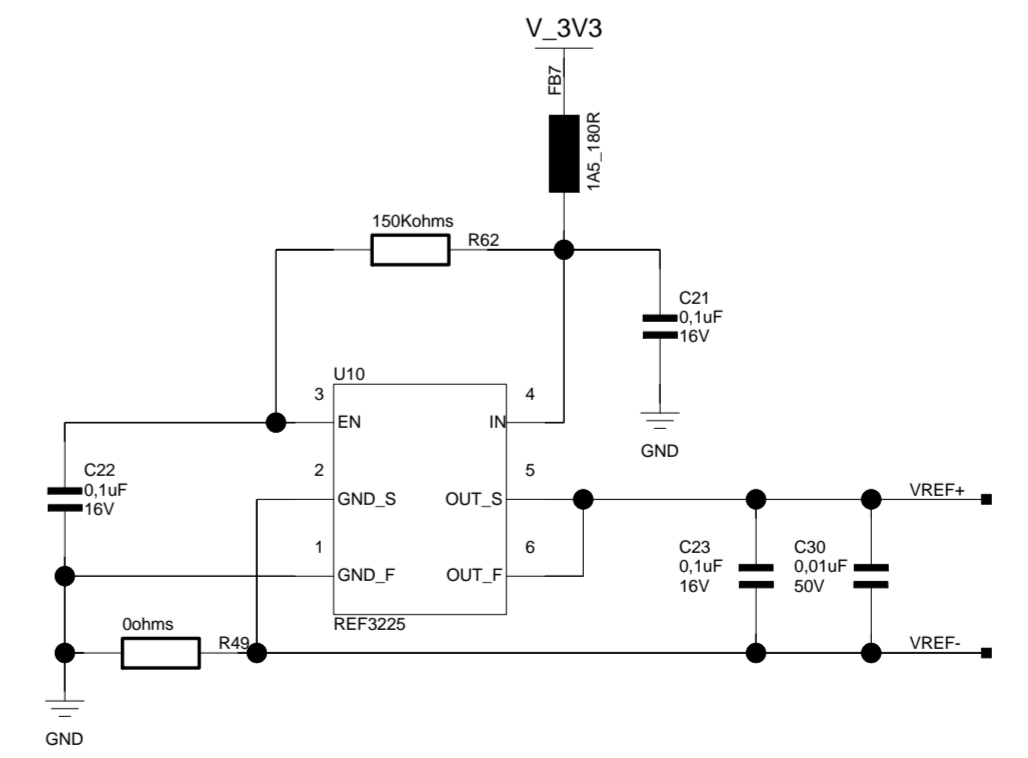 V_3V3
FB7
1A5_180R
150Kohms
R62
C21
0,1uF
16V
GND
U10
3
4
EN
IN
C22
0,1uF
16V
2
5
GND_S
OUT_S
VREF+
1
6
GND_F
OUT_F
C23
0,1uF
16V
C30
0,01uF
50V
REF3225
0ohms
R49
VREF-
GND